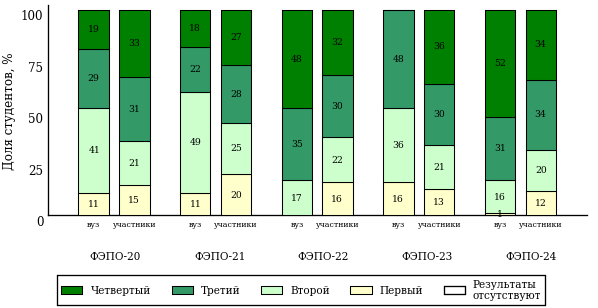 Доля студентов, %
100
75
50
25
0
19 33 18 27 48 32 36 52 34
29 31 22 28 35 30 48 30 31 34
41 21 49 25 17 22 36 21 16 20
11 15 11 20 16 16 13 1 12
вуз участники вуз участники вуз участники вуз участники вуз участники
ФЭПО-20 ФЭПО-21 ФЭПО-22 ФЭПО-23 ФЭПО-24
Четвертый Третий Второй Первый Результаты
отсутствуют